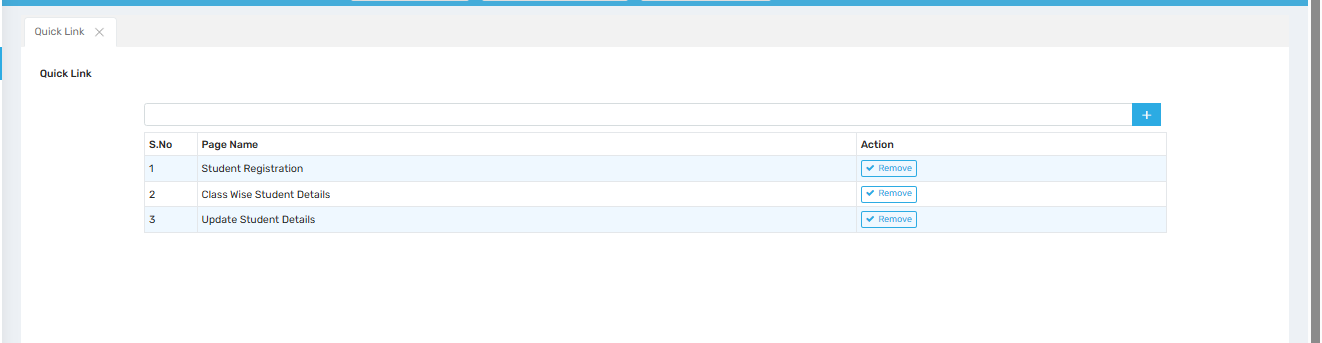 Quick Link
Quick Link
+
S.No Page Name Action
1 Student Registration Remove
2 Class Wise Student Details Remove
3 Update Student Details Remove